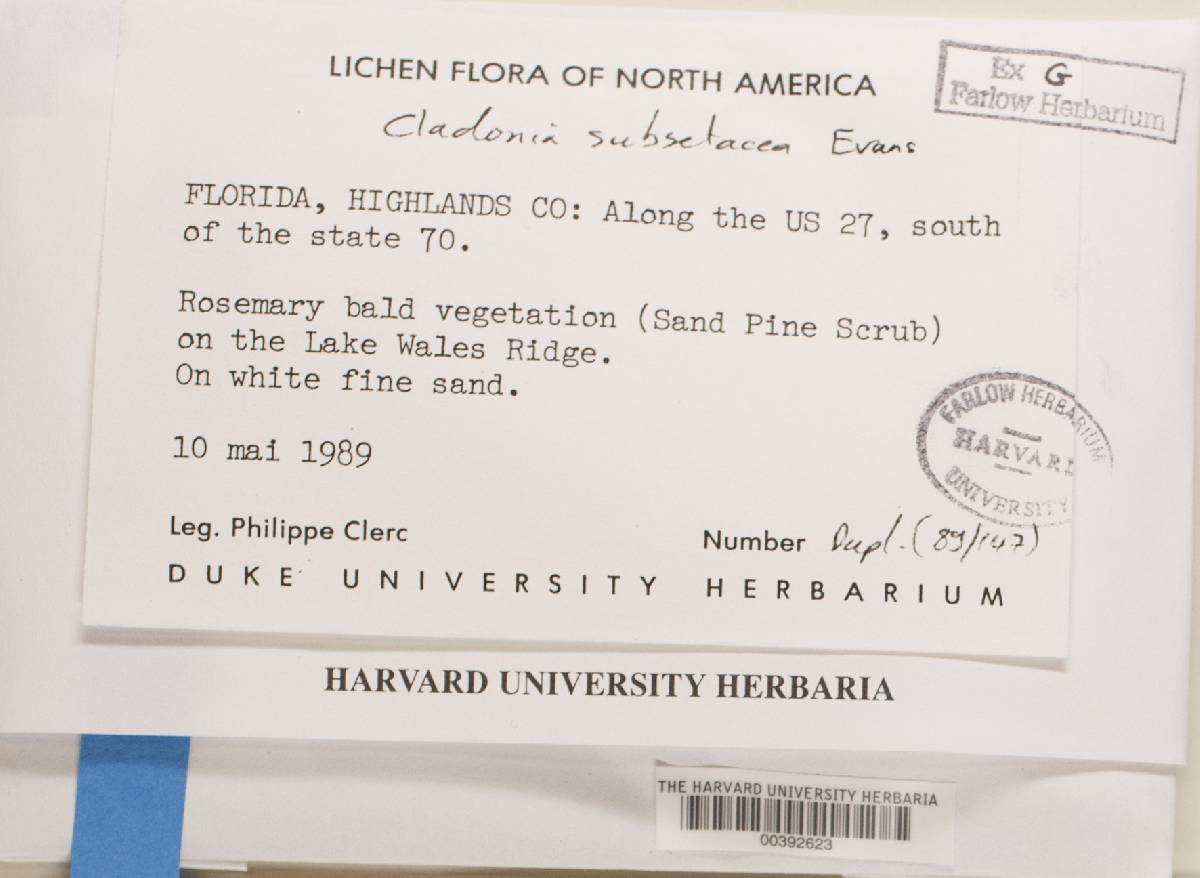 LICHEN FLORA OF NORTH AMERICA
Ex G
Farlow Herbarium
Cladonia subsetacea Evans
FLORIDA, HIGHLANDS CO: Along the US 27, south
of the state 70.
Rosemary bald vegetation (Sand Pine Scrub)
on the Lake Wales Ridge.
On white fine sand.
FARLOW HERBARIUM
HARVARD
UNIVERSITY
10 mai 1989
Leg. Philippe Clerc
Number Dupl. (89/147)
DUKE UNIVERSITY HERBARIUM
HARVARD UNIVERSITY HERBARIA
THE HARVARD UNIVERSITY HERBARIA
00392623